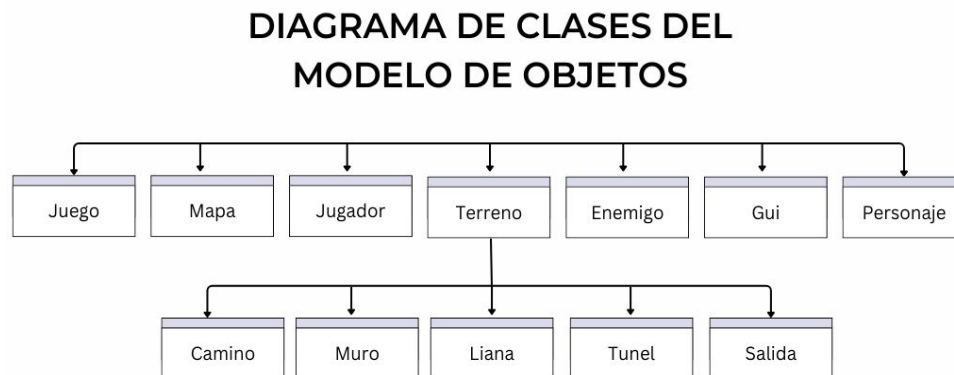 DIAGRAMA DE CLASES DEL
MODELO DE OBJETOS
Juego
Mapa
Jugador
Terreno
Enemigo
Gui
Personaje
Camino
Muro
Liana
Tunel
Salida